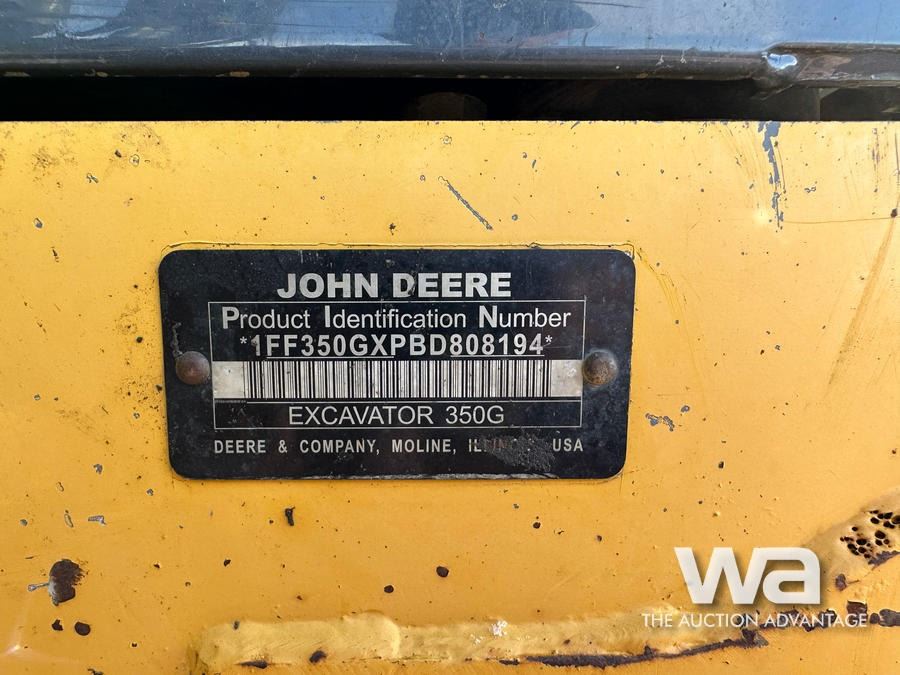 JOHN DEERE
Product Identification Number
*1FF350GXPBD808194*
EXCAVATOR 350G
DEERE & COMPANY, MOLINE, USA
wa
THE AUCTION ADVANTAGE